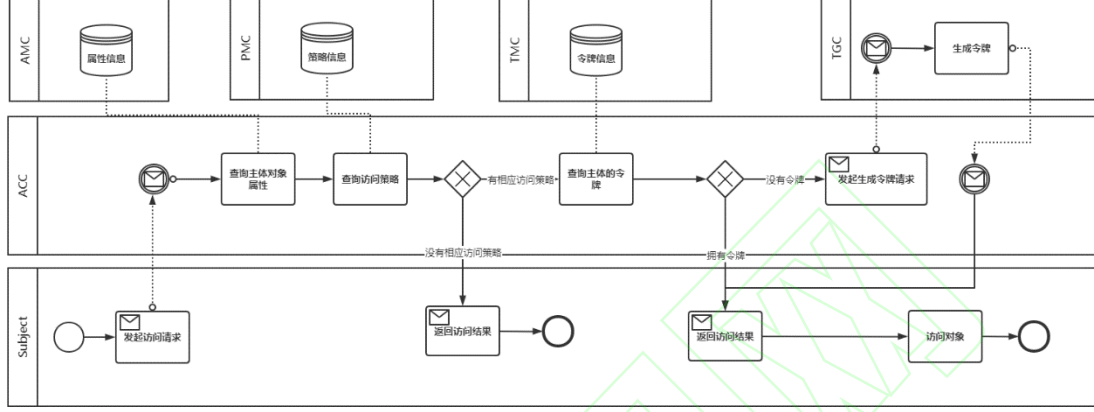 AMC
属性信息
PMC
策略信息
TMC
令牌信息
TGC
生成令牌
ACC
查询主体对象
属性
查询访问策略
有相应访问策略
查询主体的令
牌
没有令牌
发起生成令牌请求
没有相应访问策略
拥有令牌
Subject
发起访问请求
返回访问结果
返回访问结果
访问对象